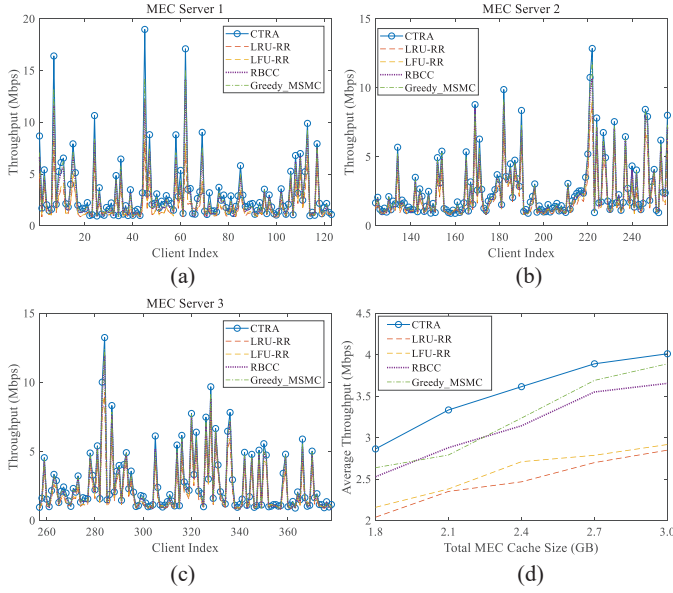 MEC Server 1
20
15
10
5
0
Throughput (Mbps)
CTRA
LRU-RR
LFU-RR
RBCC
Greedy_MSMC
20 40 60 80 100 120
Client Index
(a)
MEC Server 2
15
10
5
0
Throughput (Mbps)
CTRA
LRU-RR
LFU-RR
RBCC
Greedy_MSMC
140 160 180 200 220 240
Client Index
(b)
MEC Server 3
15
10
5
0
Throughput (Mbps)
CTRA
LRU-RR
LFU-RR
RBCC
Greedy_MSMC
260 280 300 320 340 360
Client Index
(c)
4.5
4
3.5
3
2.5
2
Average Throughput (Mbps)
CTRA
LRU-RR
LFU-RR
RBCC
Greedy_MSMC
1.8 2.1 2.4 2.7 3.0
Total MEC Cache Size (GB)
(d)